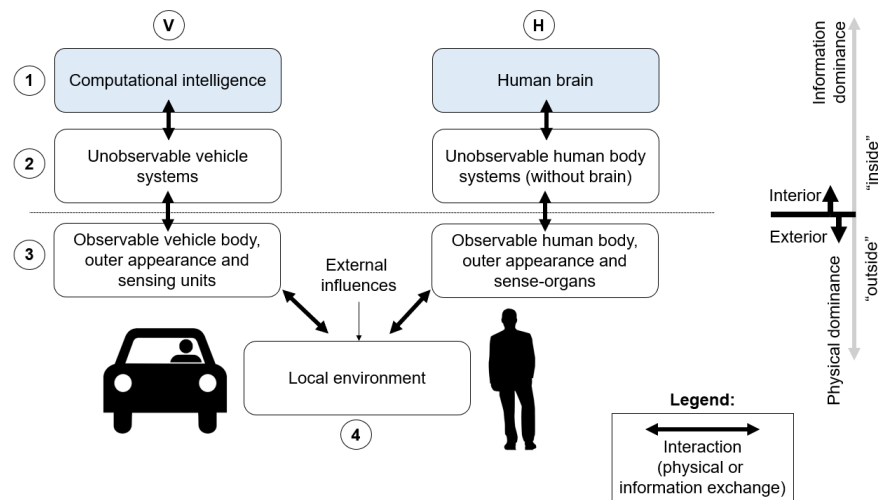 V
H
1
Computational intelligence
Human brain
2
Unobservable vehicle
systems
Unobservable human body
systems (without brain)
3
Observable vehicle body,
outer appearance and
sensing units
Observable human body,
outer appearance and
sense-organs
External
influences
Local environment
4
Information
dominance
“inside”
Interior
Exterior
“outside”
Physical dominance
Legend:
Interaction
(physical or
information exchange)